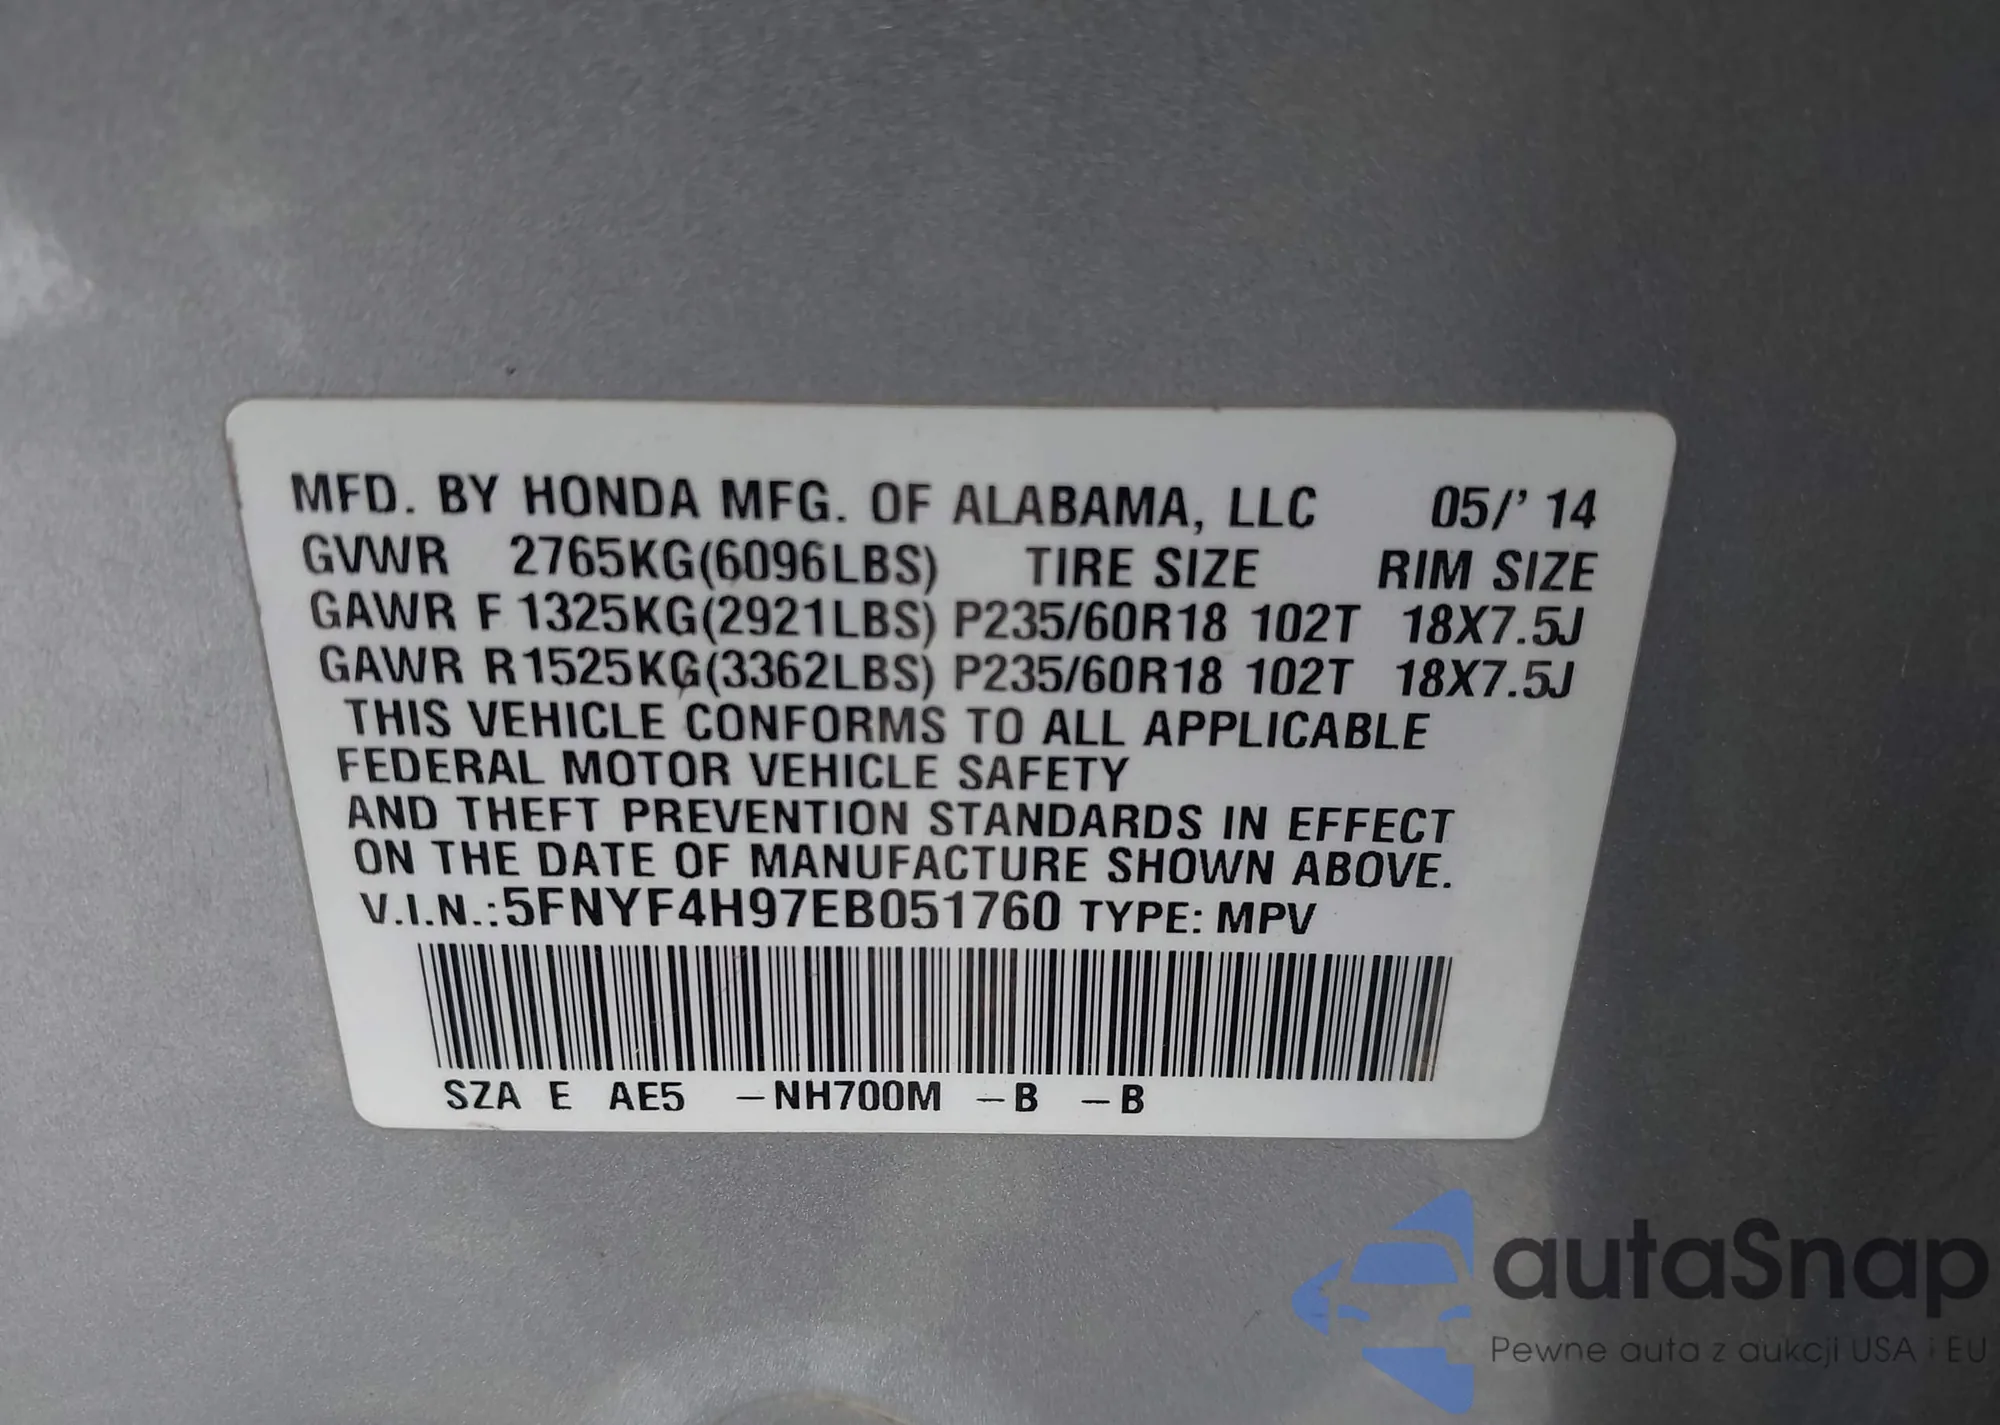 MFD. BY HONDA MFG. OF ALABAMA, LLC 05/' 14
GVWR 2765KG(6096LBS) TIRE SIZE RIM SIZE
GAWR F 1325KG(2921LBS) P235/60R18 102T 18X7.5J
GAWR R 1525KG(3362LBS) P235/60R18 102T 18X7.5J
THIS VEHICLE CONFORMS TO ALL APPLICABLE
FEDERAL MOTOR VEHICLE SAFETY
AND THEFT PREVENTION STANDARDS IN EFFECT
ON THE DATE OF MANUFACTURE SHOWN ABOVE.
V.I.N.:5FNYF4H97EB051760 TYPE: MPV
SZA E AE5 –NH700M –B –B
autaSnap
Pewne auta z aukcji USA i EU